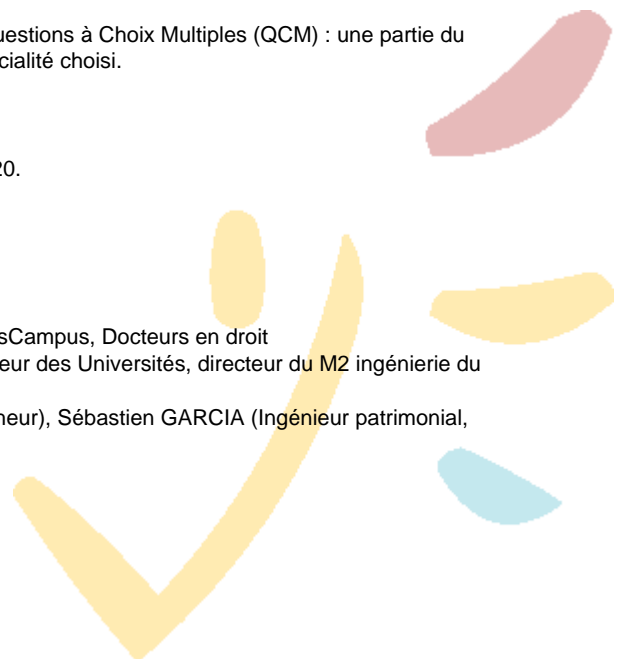 uestions à Choix Multiples (QCM) : une partie du
cialité choisi.
20.
sCampus, Docteurs en droit
eur des Universités, directeur du M2 ingénierie du
neur), Sébastien GARCIA (Ingénieur patrimonial,